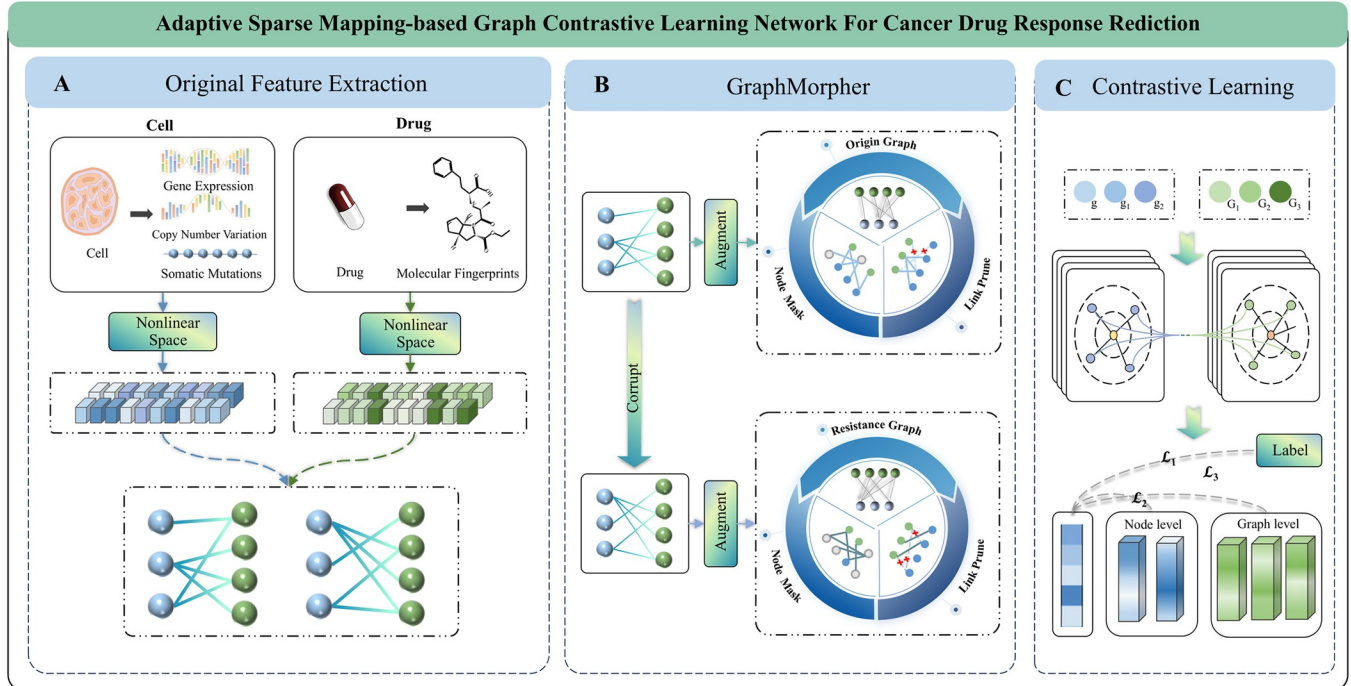 Adaptive Sparse Mapping-based Graph Contrastive Learning Network For Cancer Drug Response Rediction
A Original Feature Extraction
Cell
Drug
Gene Expression
Copy Number Variation
Somatic Mutations
Cell
Drug
Molecular Fingerprints
OH
Nonlinear
Space
Nonlinear
Space
B GraphMorpher
Augment
Origin Graph
Node Mask
Link Prune
Corrupt
Augment
Resistance Graph
Node Mask
Link Prune
C Contrastive Learning
g g₁ g₂
G₁ G₂ G₃
Label
ℒ₁
ℒ₃
ℒ₂
Node level
Graph level